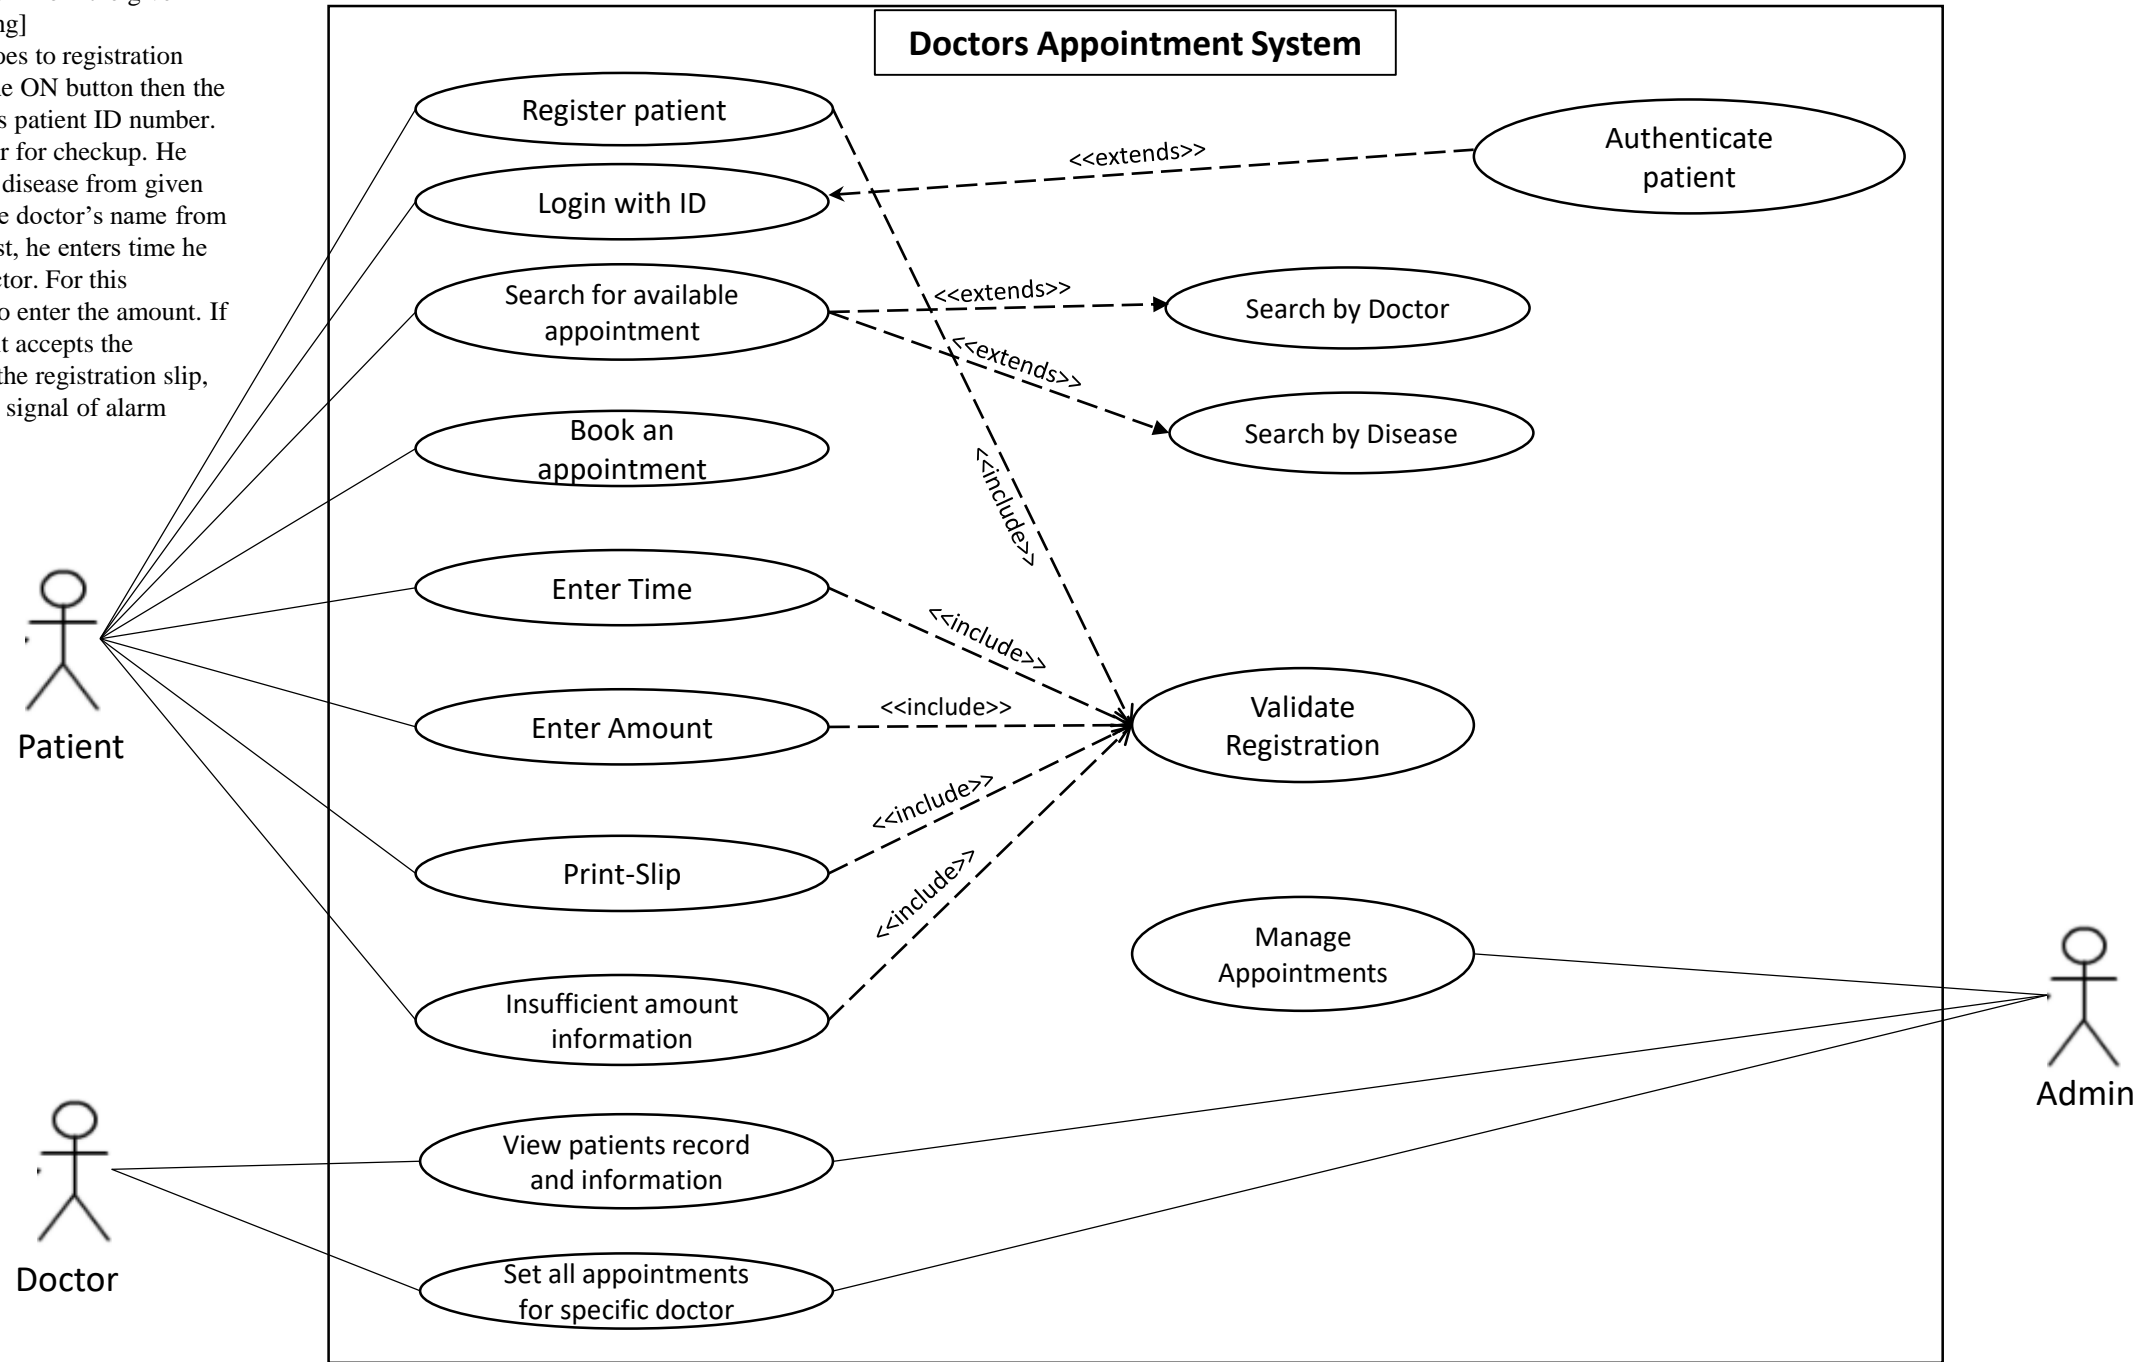 ng]
oes to registration
e ON button then the
s patient ID number.
r for checkup. He
disease from given
e doctor's name from
st, he enters time he
ctor. For this
o enter the amount. If
it accepts the
the registration slip,
signal of alarm
Doctors Appointment System
Register patient
Authenticate
patient
<<extends>>
Login with ID
Search for available
appointment
<<extends>>
Search by Doctor
<<extends>>
Search by Disease
Book an
appointment
<<include>>
Enter Time
<<include>>
Patient
Enter Amount
<<include>>
Validate
Registration
<<include>>
Print-Slip
<<include>>
Manage
Appointments
Insufficient amount
information
Admin
View patients record
and information
Doctor
Set all appointments
for specific doctor